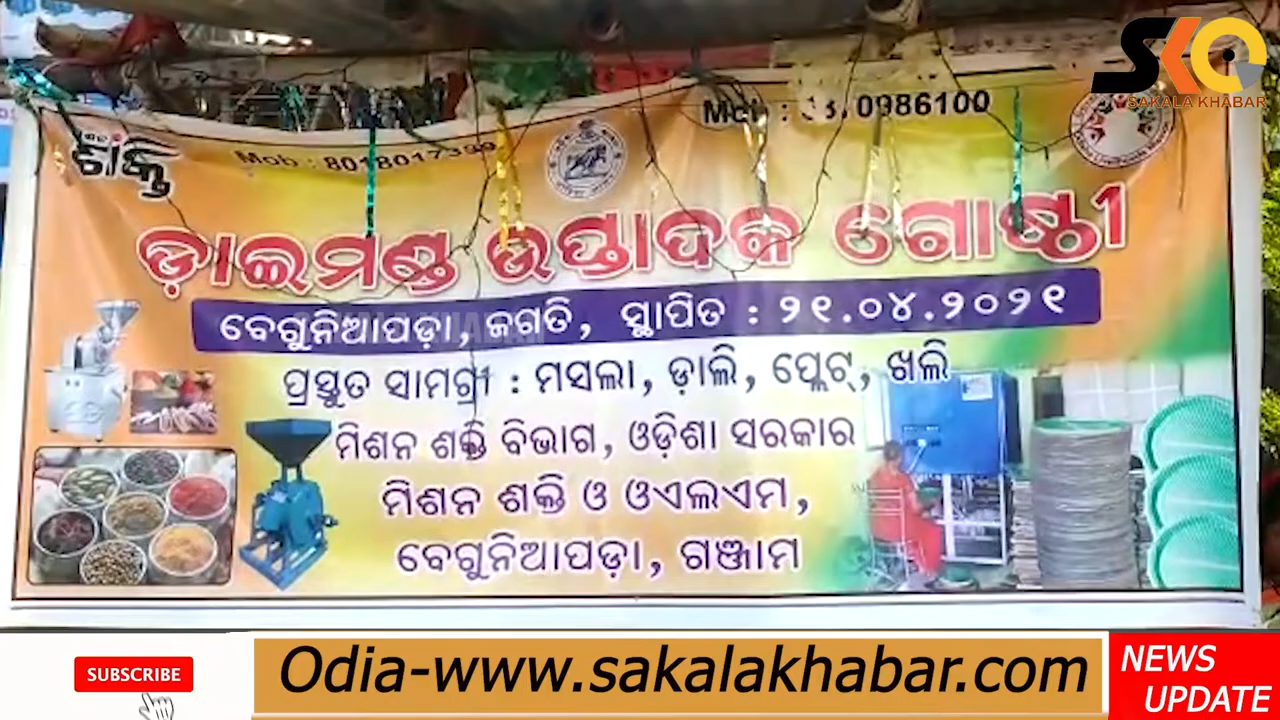 SAKALA KHABAR
ଶକ୍ତି
Mob : 8018017399
Mob : 0986100
ଡ଼ାଇମଣ୍ଡ ଉତ୍ପାଦକ ଗୋଷ୍ଠୀ
ବେଗୁନିଆପଡ଼ା, ଜଗତି, ସ୍ଥାପିତ : ୨୧.୦୪.୨୦୨୧
ପ୍ରସ୍ତୁତ ସାମଗ୍ରୀ : ମସଲା, ଡ଼ାଲି, ପ୍ଲେଟ୍, ଖଲି
ମିଶନ ଶକ୍ତି ବିଭାଗ, ଓଡ଼ିଶା ସରକାର
ମିଶନ ଶକ୍ତି ଓ ଓଏଲଏମ,
ବେଗୁନିଆପଡ଼ା, ଗଞ୍ଜାମ
SUBSCRIBE
Odia-www.sakalakhabar.com
NEWS
UPDATE